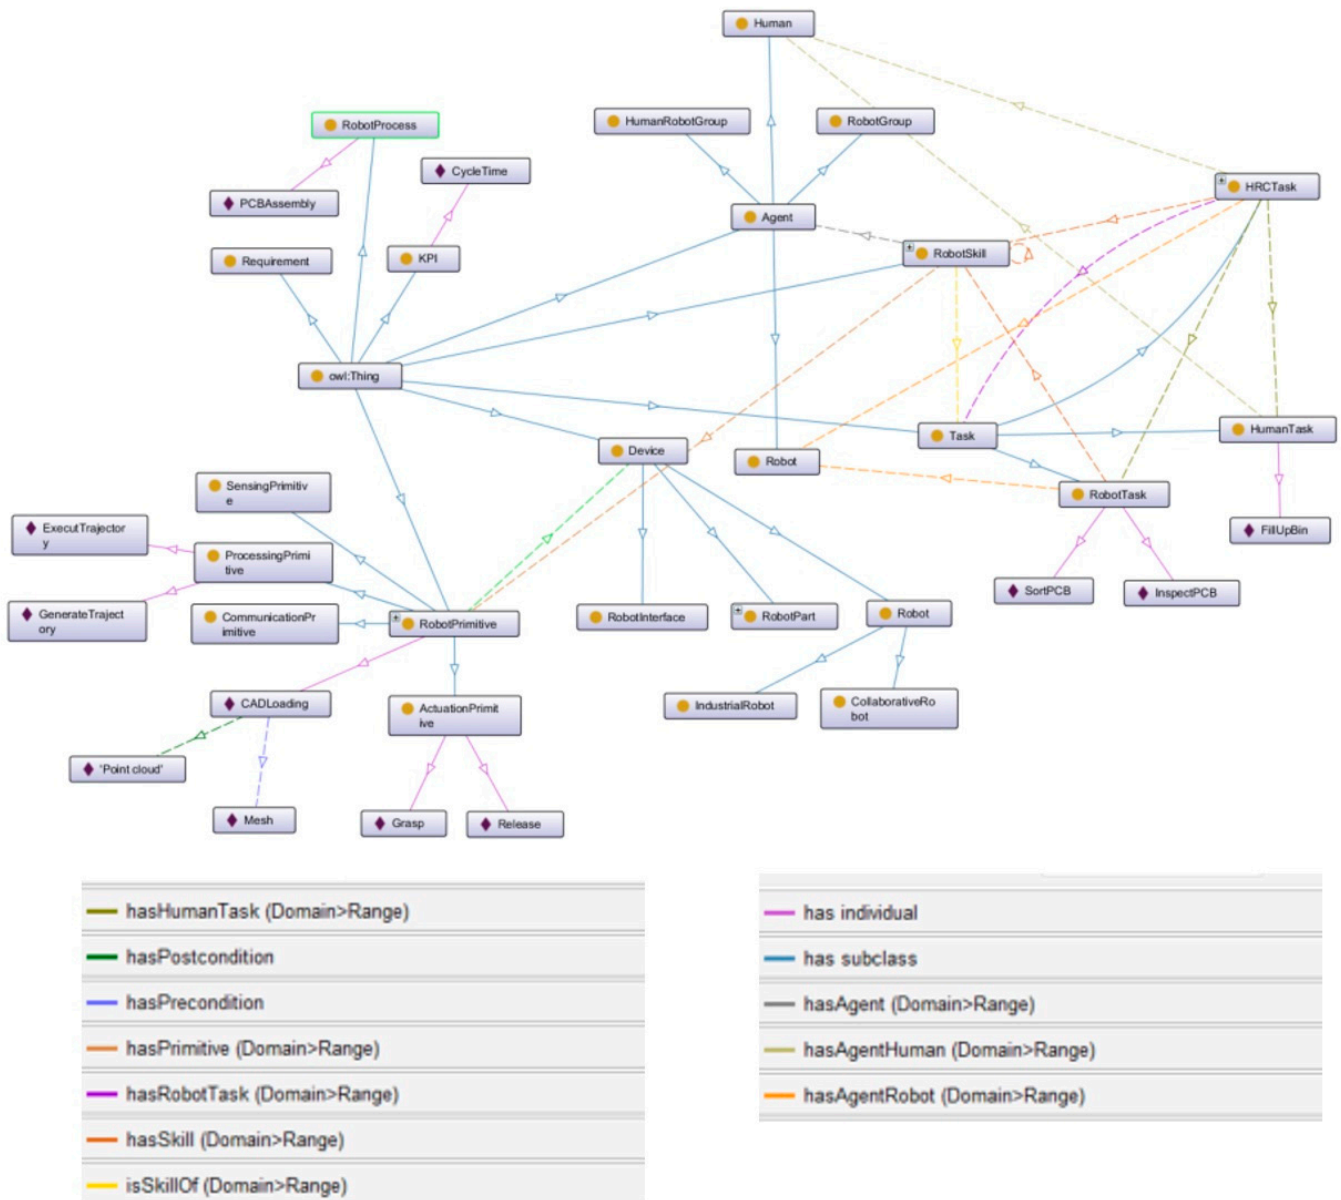 Human
HumanRobotGroup
RobotGroup
RobotProcess
CycleTime
HRCTask
PCBAssembly
Agent
RobotSkill
Requirement
KPI
owl:Thing
HumanTask
Task
Device
Robot
SensingPrimitiv
e
RobotTask
ExecutTrajector
y
FillUpBin
ProcessingPrimi
tive
SortPCB
InspectPCB
GenerateTraject
ory
CommunicationPr
imitive
RobotPrimitive
RobotInterface
RobotPart
Robot
CADLoading
ActuationPrimit
ive
IndustrialRobot
CollaborativeRo
bot
'Point cloud'
Mesh
Grasp
Release
hasHumanTask (Domain>Range)
hasPostcondition
hasPrecondition
hasPrimitive (Domain>Range)
hasRobotTask (Domain>Range)
hasSkill (Domain>Range)
isSkillOf (Domain>Range)
has individual
has subclass
hasAgent (Domain>Range)
hasAgentHuman (Domain>Range)
hasAgentRobot (Domain>Range)